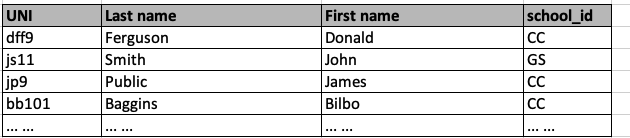 UNI Last name First name school_id
dff9 Ferguson Donald CC
js11 Smith John GS
jp9 Public James CC
bb101 Baggins Bilbo CC
... ... ... ... ... ... ... ...